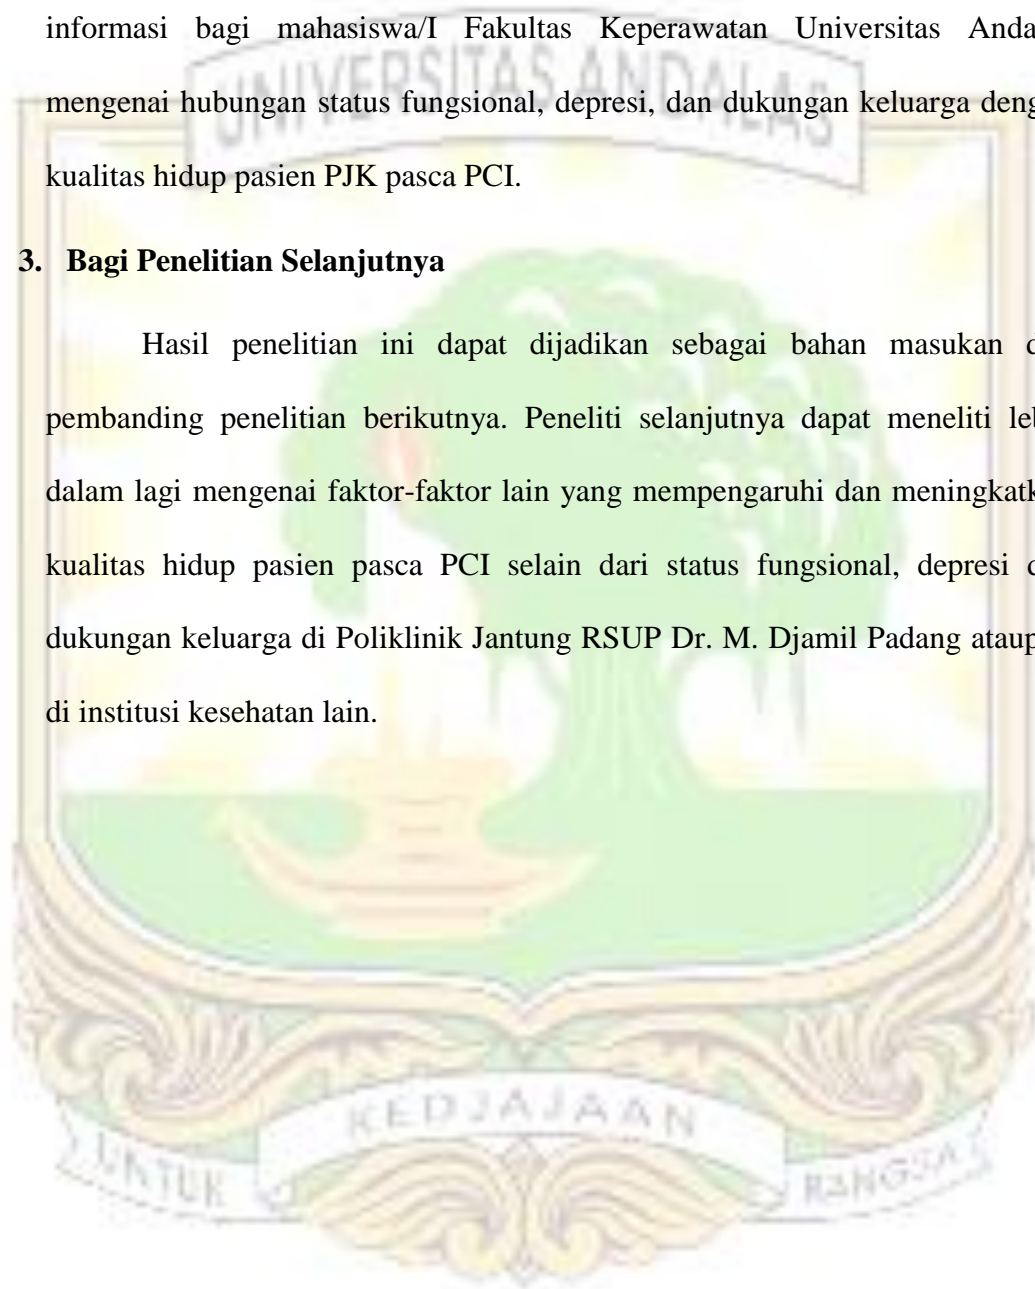 informasi bagi mahasiswa/I Fakultas Keperawatan Universitas Anda
UNIVERSITAS ANDALAS
mengenai hubungan status fungsional, depresi, dan dukungan keluarga deng
kualitas hidup pasien PJK pasca PCI.
3. Bagi Penelitian Selanjutnya
Hasil penelitian ini dapat dijadikan sebagai bahan masukan d
pembanding penelitian berikutnya. Peneliti selanjutnya dapat meneliti leb
dalam lagi mengenai faktor-faktor lain yang mempengaruhi dan meningkatk
kualitas hidup pasien pasca PCI selain dari status fungsional, depresi d
dukungan keluarga di Poliklinik Jantung RSUP Dr. M. Djamil Padang ataup
di institusi kesehatan lain.
UNTUK KEDJAJAAN BANGSA